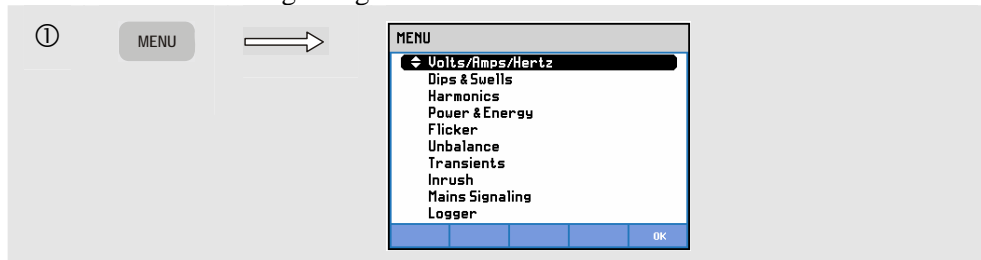 ①
MENU
MENU
Volts/Amps/Hertz
Dips & Swells
Harmonics
Power & Energy
Flicker
Unbalance
Transients
Inrush
Mains Signaling
Logger
OK